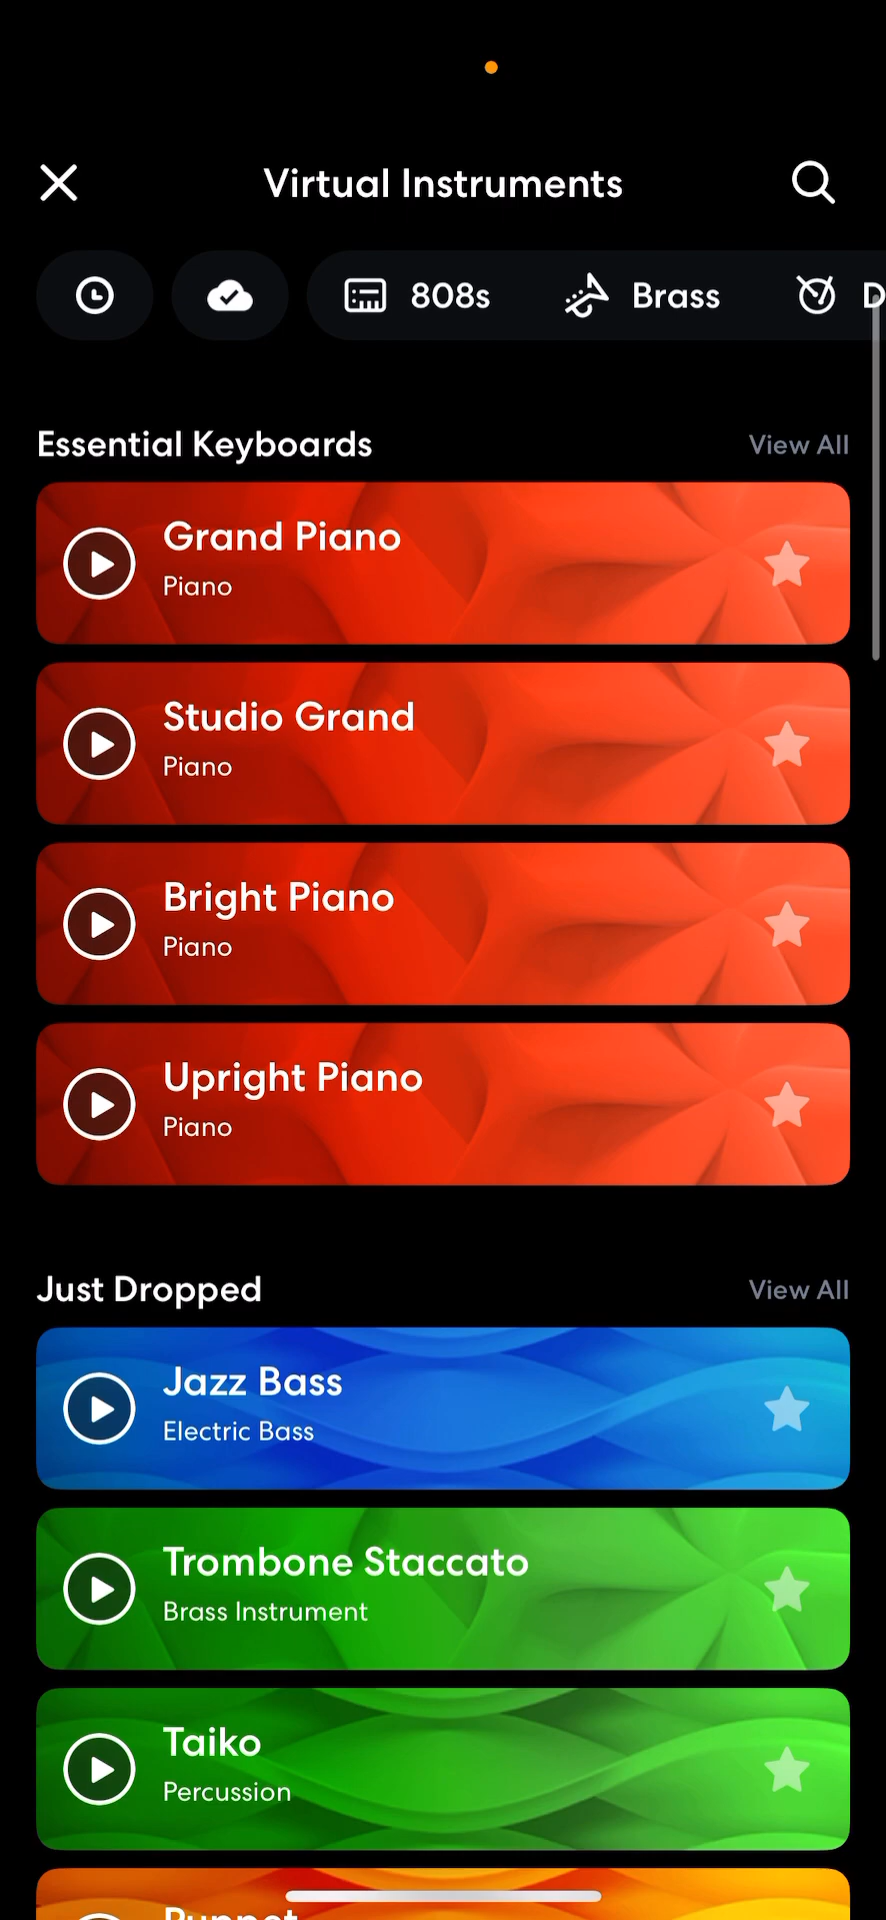 Virtual Instruments
808s Brass D
Essential Keyboards View All
Grand Piano
Piano
Studio Grand
Piano
Bright Piano
Piano
Upright Piano
Piano
Just Dropped View All
Jazz Bass
Electric Bass
Trombone Staccato
Brass Instrument
Taiko
Percussion